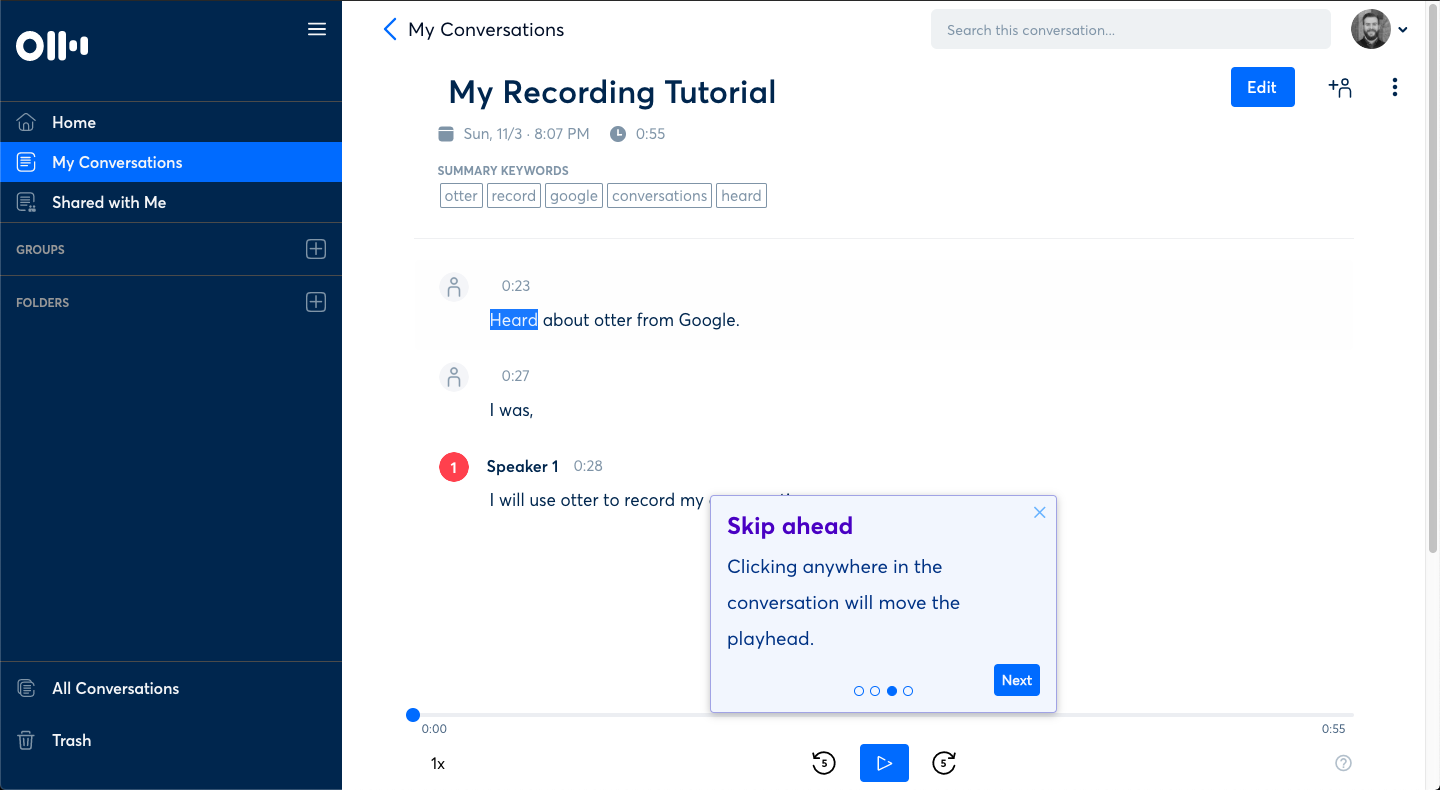 My Conversations
Search this conversation...
My Recording Tutorial
Edit
Sun, 11/3 · 8:07 PM 0:55
SUMMARY KEYWORDS
otter record google conversations heard
Home
My Conversations
Shared with Me
GROUPS
FOLDERS
All Conversations
Trash
0:23
Heard about otter from Google.
0:27
I was,
1 Speaker 1 0:28
I will use otter to record my
Skip ahead
Clicking anywhere in the
conversation will move the
playhead.
Next
0:00 0:55
1x 5 5 ?